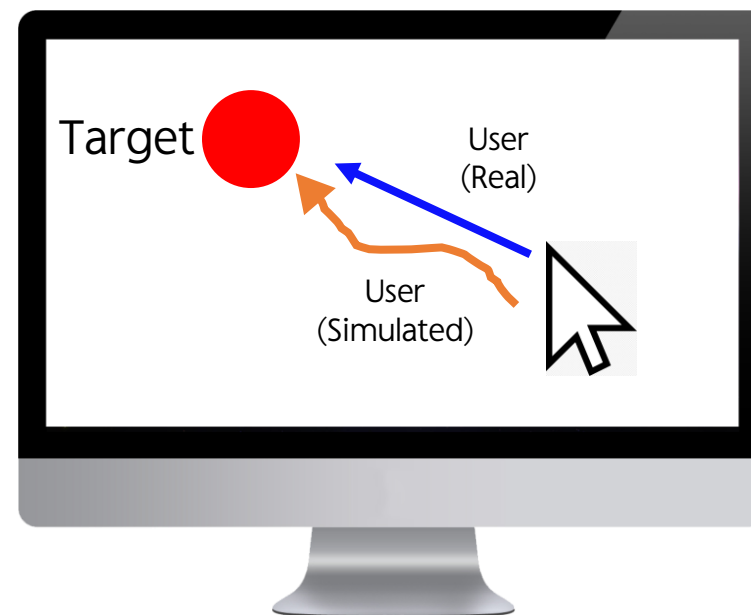 Target
User
(Real)
User
(Simulated)